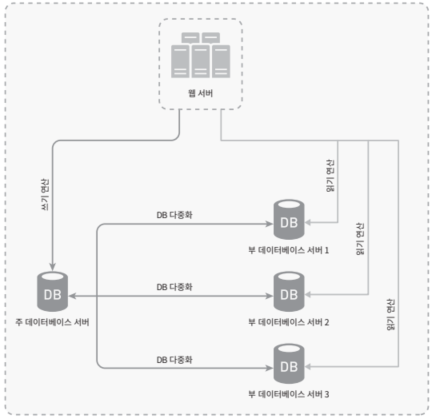 웹 서버
쓰기 연산
읽기 연산
DB 다중화
DB
부 데이터베이스 서버 1
읽기 연산
DB 다중화
DB
DB
주 데이터베이스 서버
부 데이터베이스 서버 2
읽기 연산
DB 다중화
DB
부 데이터베이스 서버 3